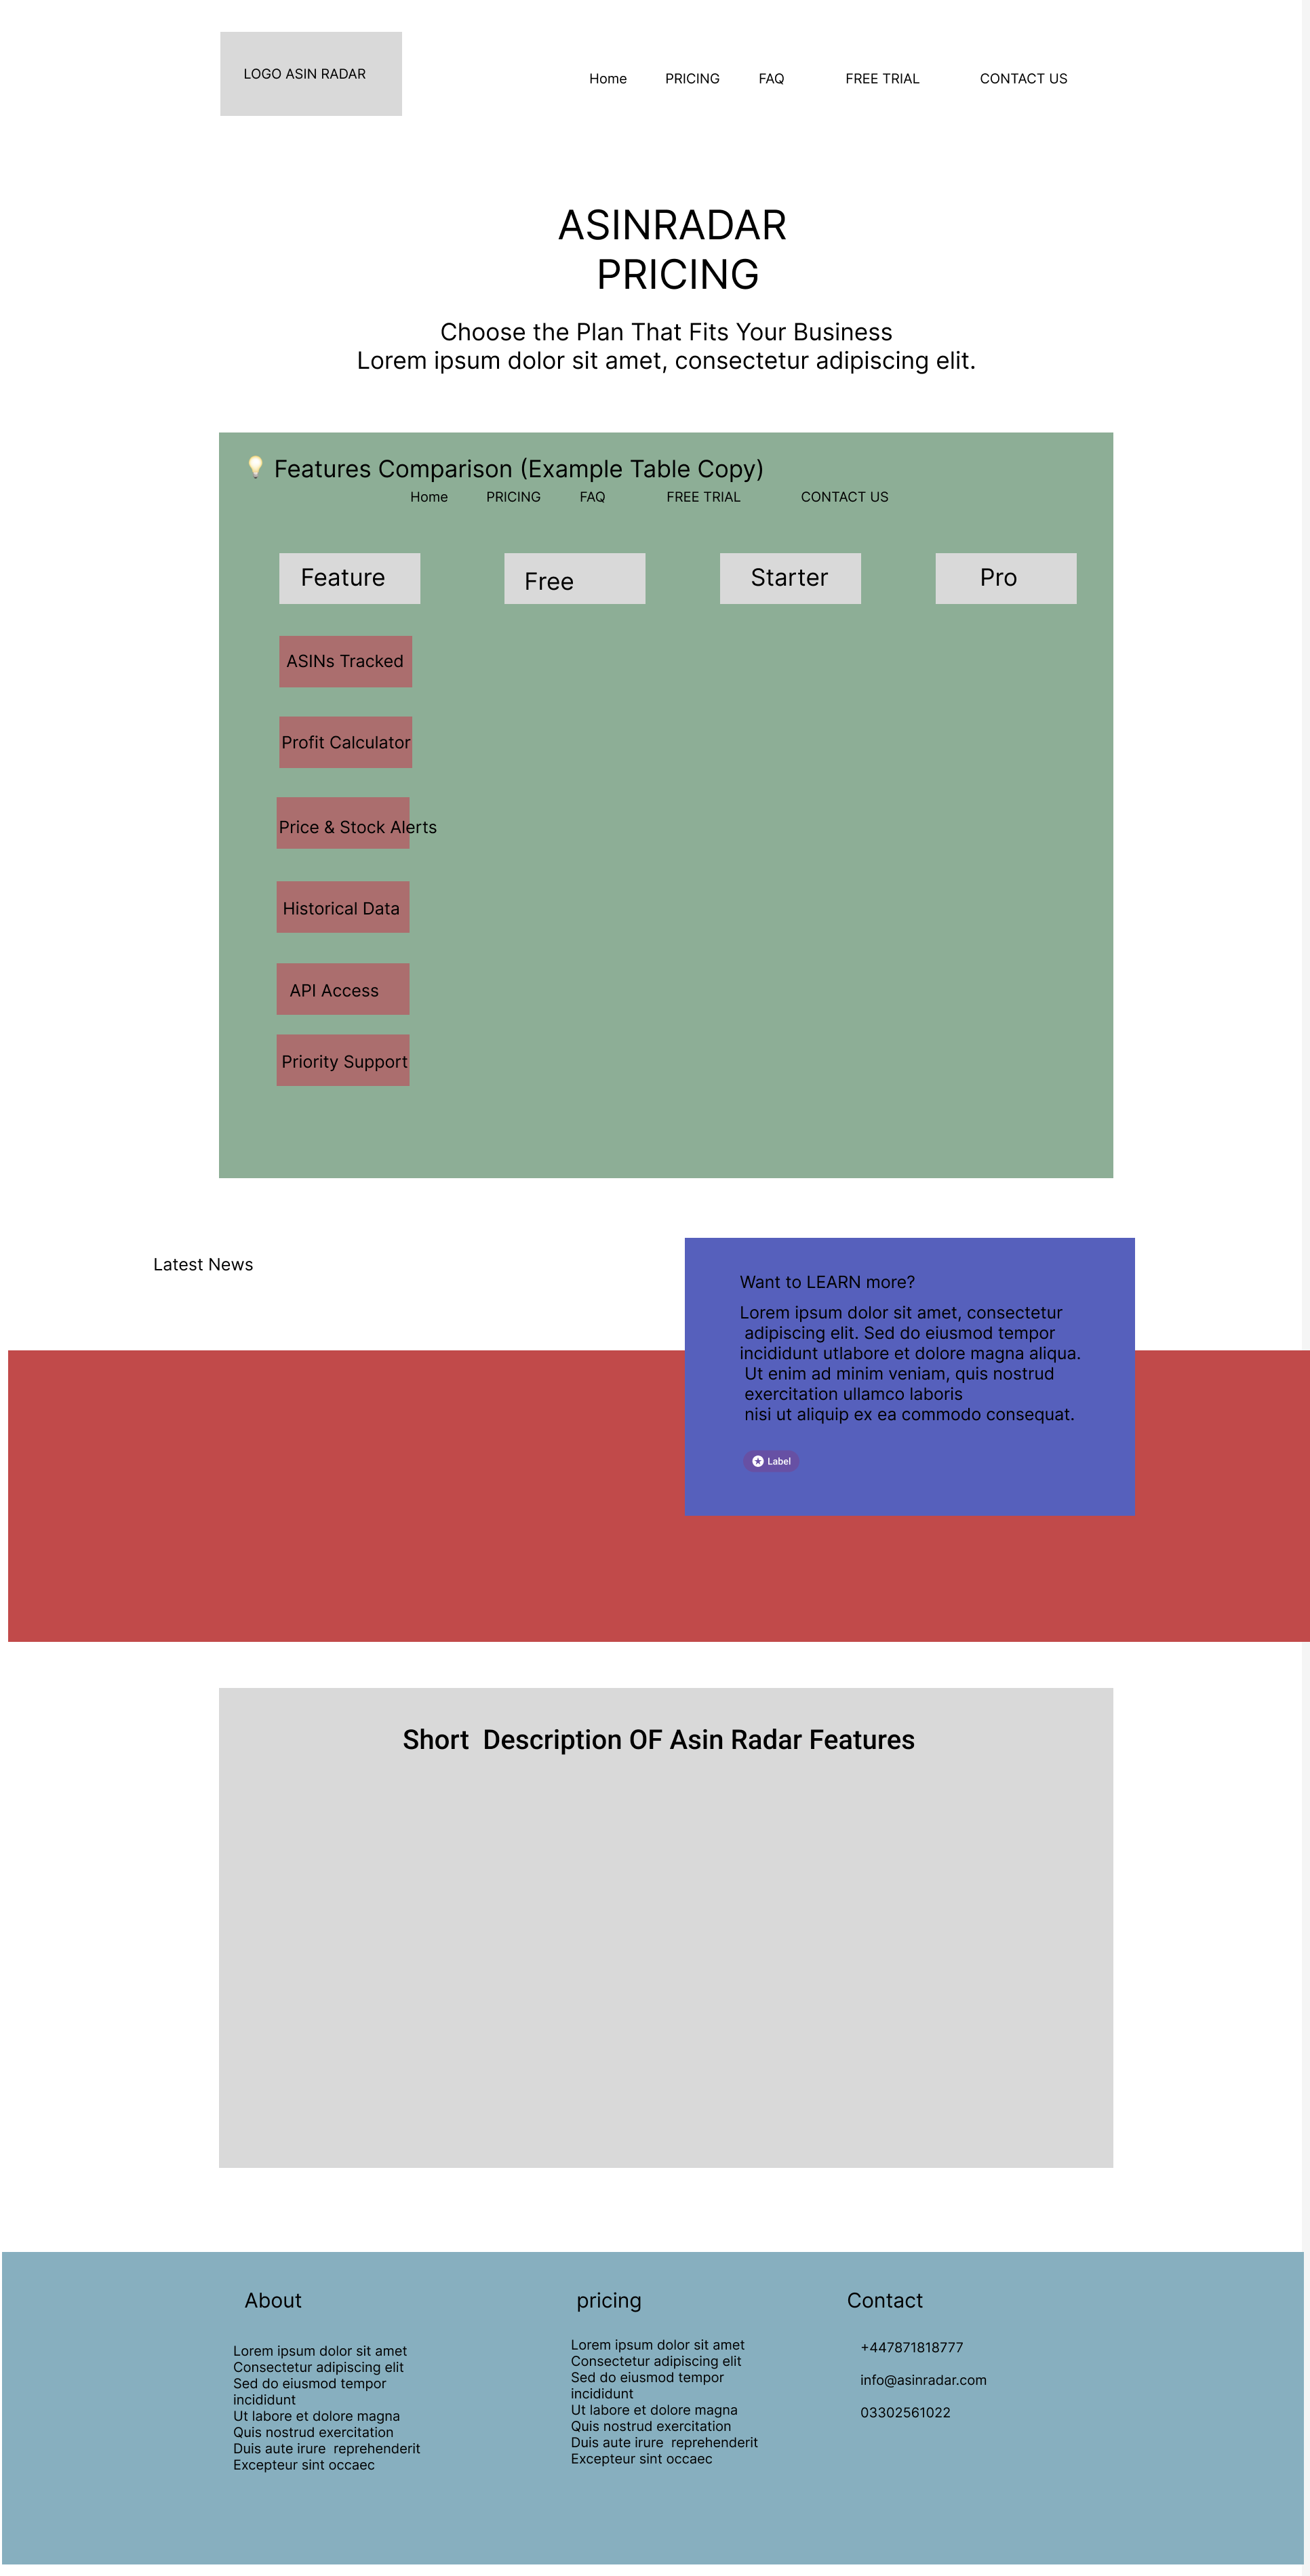 LOGO ASIN RADAR
Home PRICING FAQ FREE TRIAL CONTACT US
ASINRADAR
PRICING
Choose the Plan That Fits Your Business
Lorem ipsum dolor sit amet, consectetur adipiscing elit.
💡 Features Comparison (Example Table Copy)
Home PRICING FAQ FREE TRIAL CONTACT US
Feature Free Starter Pro
ASINs Tracked
Profit Calculator
Price & Stock Alerts
Historical Data
API Access
Priority Support
Latest News
Want to LEARN more?
Lorem ipsum dolor sit amet, consectetur
adipiscing elit. Sed do eiusmod tempor
incididunt utlabore et dolore magna aliqua.
Ut enim ad minim veniam, quis nostrud
exercitation ullamco laboris
nisi ut aliquip ex ea commodo consequat.
Label
Short Description OF Asin Radar Features
About
Lorem ipsum dolor sit amet
Consectetur adipiscing elit
Sed do eiusmod tempor
incididunt
Ut labore et dolore magna
Quis nostrud exercitation
Duis aute irure reprehenderit
Excepteur sint occaec
pricing
Lorem ipsum dolor sit amet
Consectetur adipiscing elit
Sed do eiusmod tempor
incididunt
Ut labore et dolore magna
Quis nostrud exercitation
Duis aute irure reprehenderit
Excepteur sint occaec
Contact
+447871818777
info@asinradar.com
03302561022